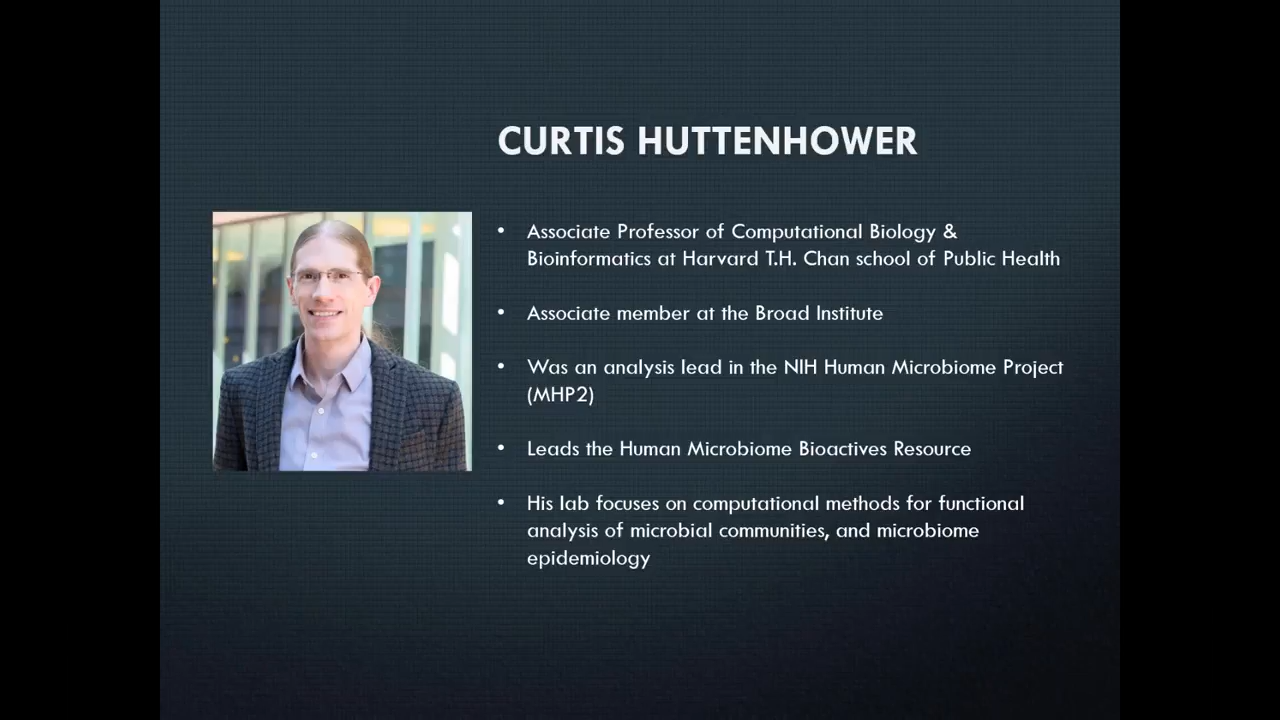 CURTIS HUTTENHOWER
• Associate Professor of Computational Biology &
Bioinformatics at Harvard T.H. Chan school of Public Health
• Associate member at the Broad Institute
• Was an analysis lead in the NIH Human Microbiome Project
(MHP2)
• Leads the Human Microbiome Bioactives Resource
• His lab focuses on computational methods for functional
analysis of microbial communities, and microbiome
epidemiology